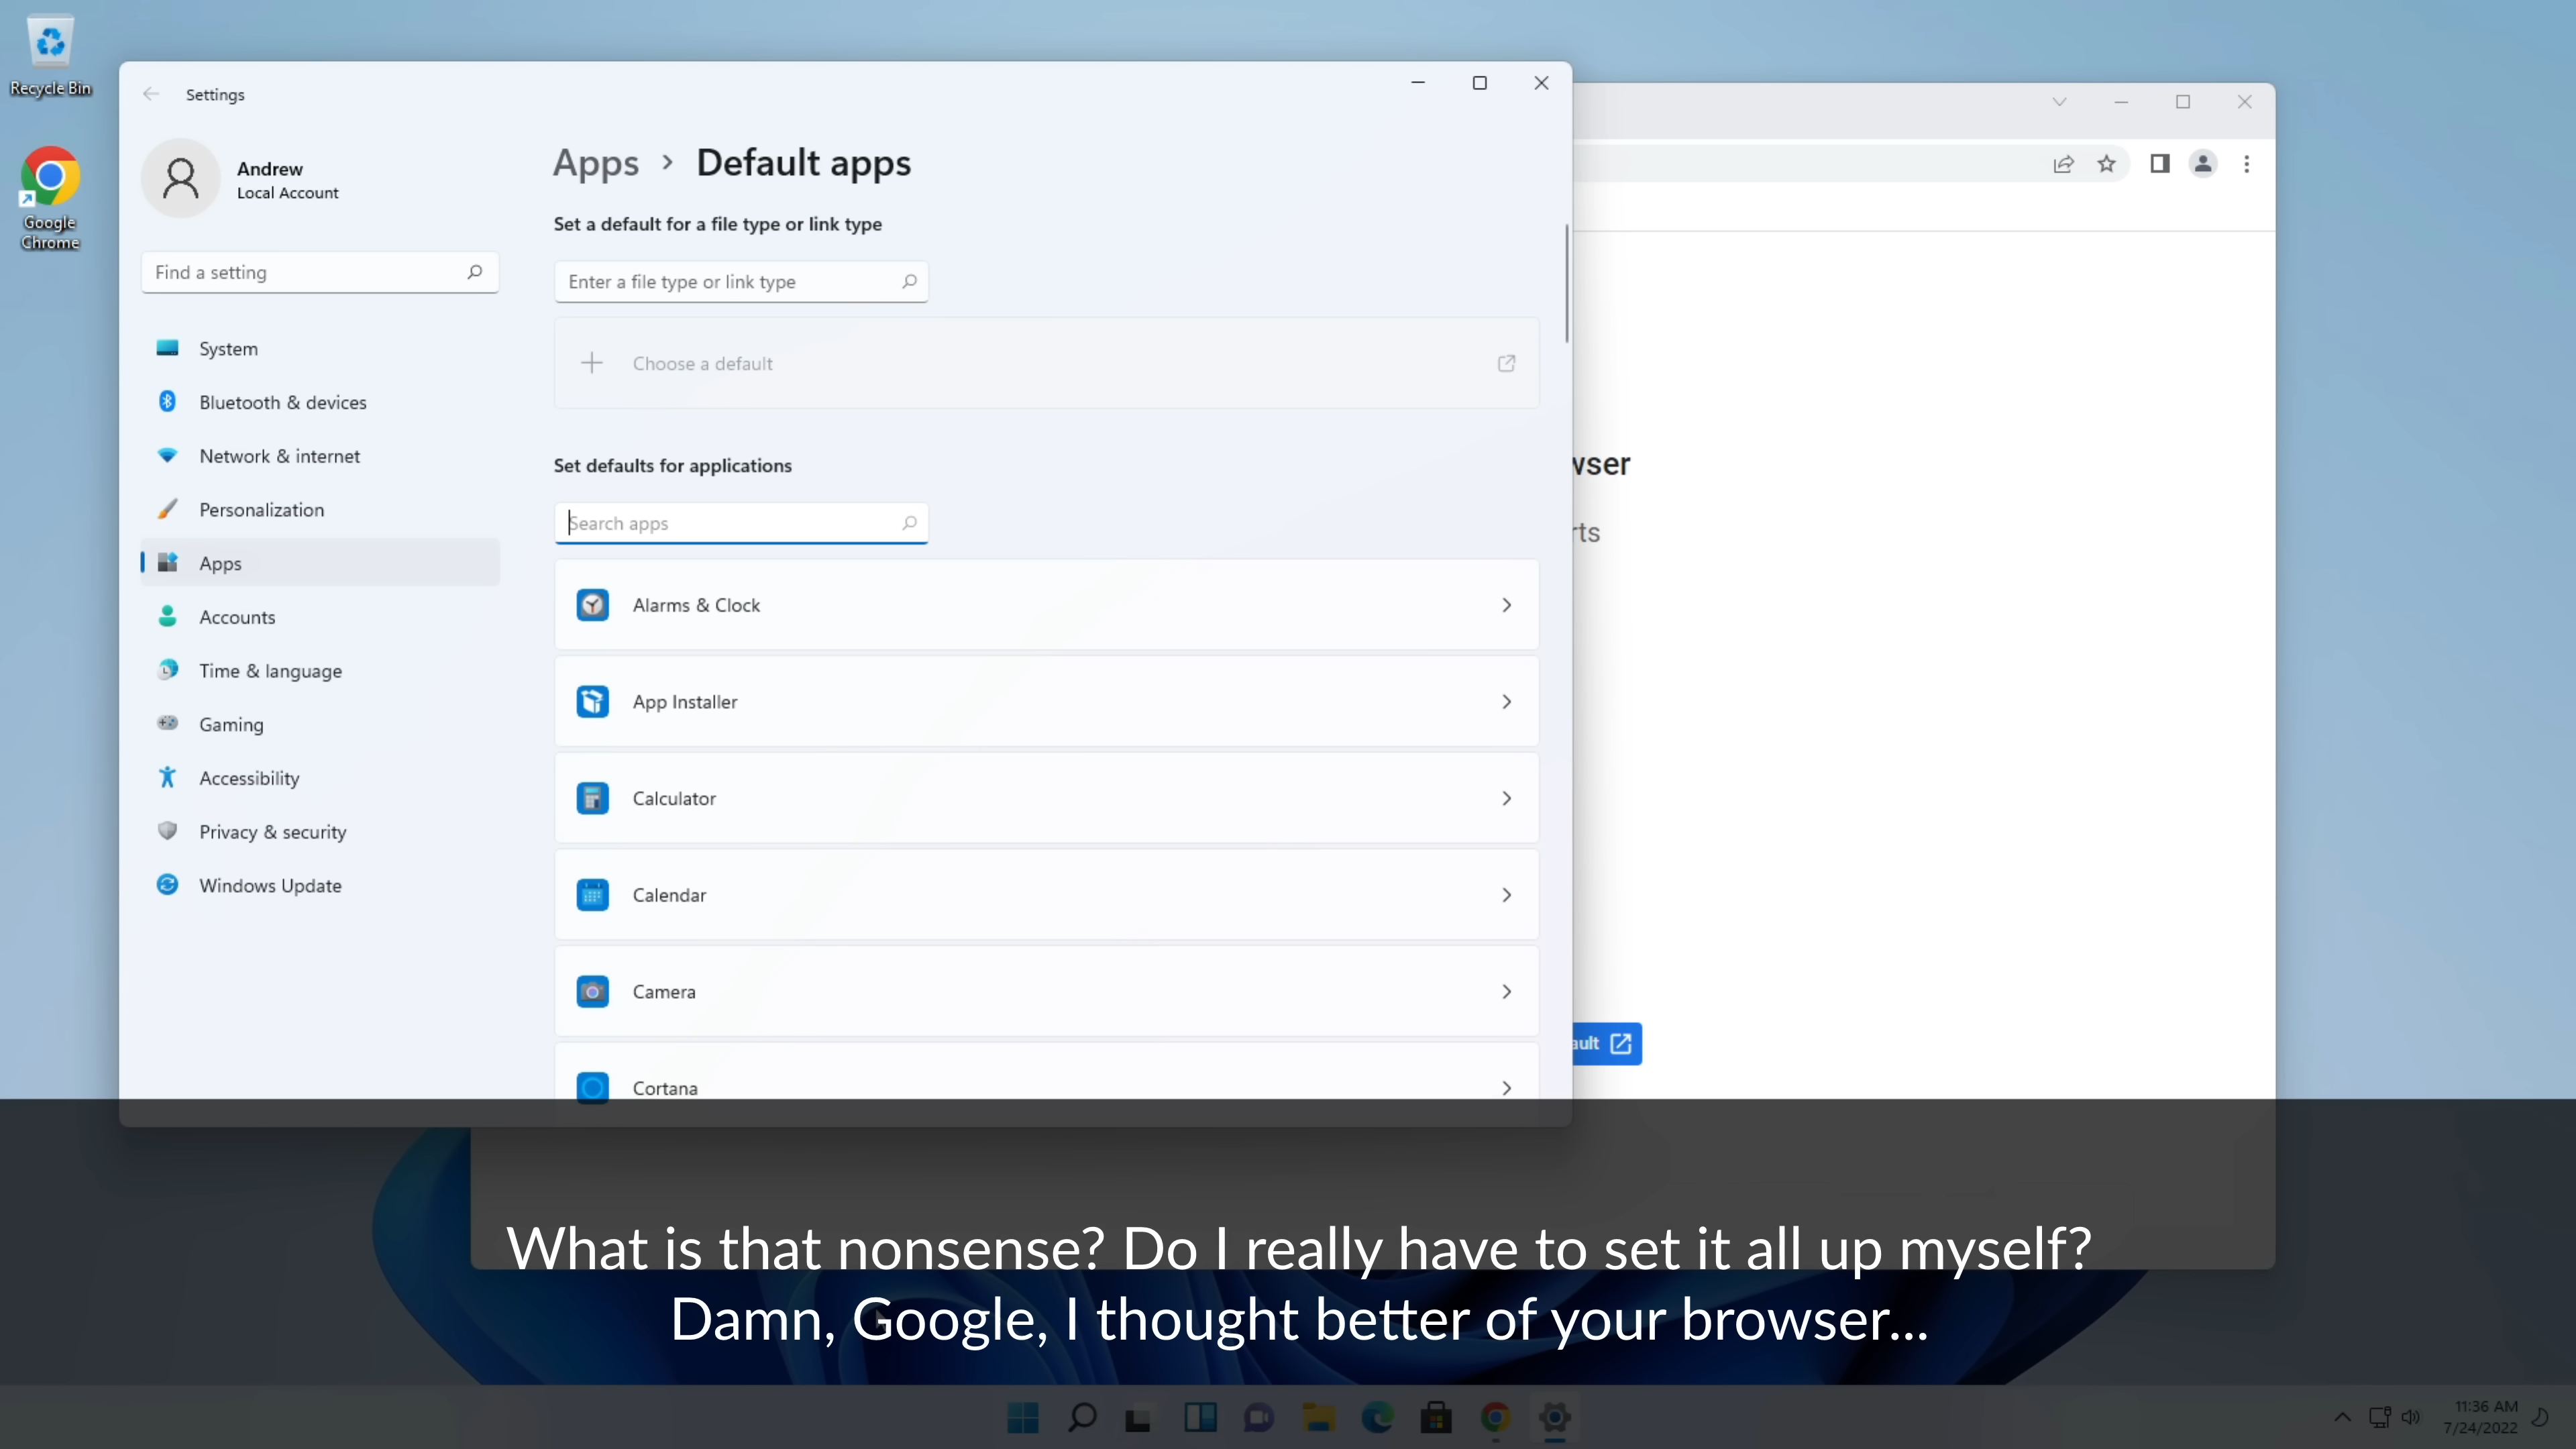 Recycle Bin
Google
Chrome
Settings
Andrew
Local Account
Find a setting
System
Bluetooth & devices
Network & internet
Personalization
Apps
Accounts
Time & language
Gaming
Accessibility
Privacy & security
Windows Update
Apps > Default apps
Set a default for a file type or link type
Enter a file type or link type
Choose a default
Set defaults for applications
Search apps
Alarms & Clock
App Installer
Calculator
Calendar
Camera
Cortana
wser
rts
ault
What is that nonsense? Do I really have to set it all up myself?
Damn, Google, I thought better of your browser...
11:36 AM
7/24/2022